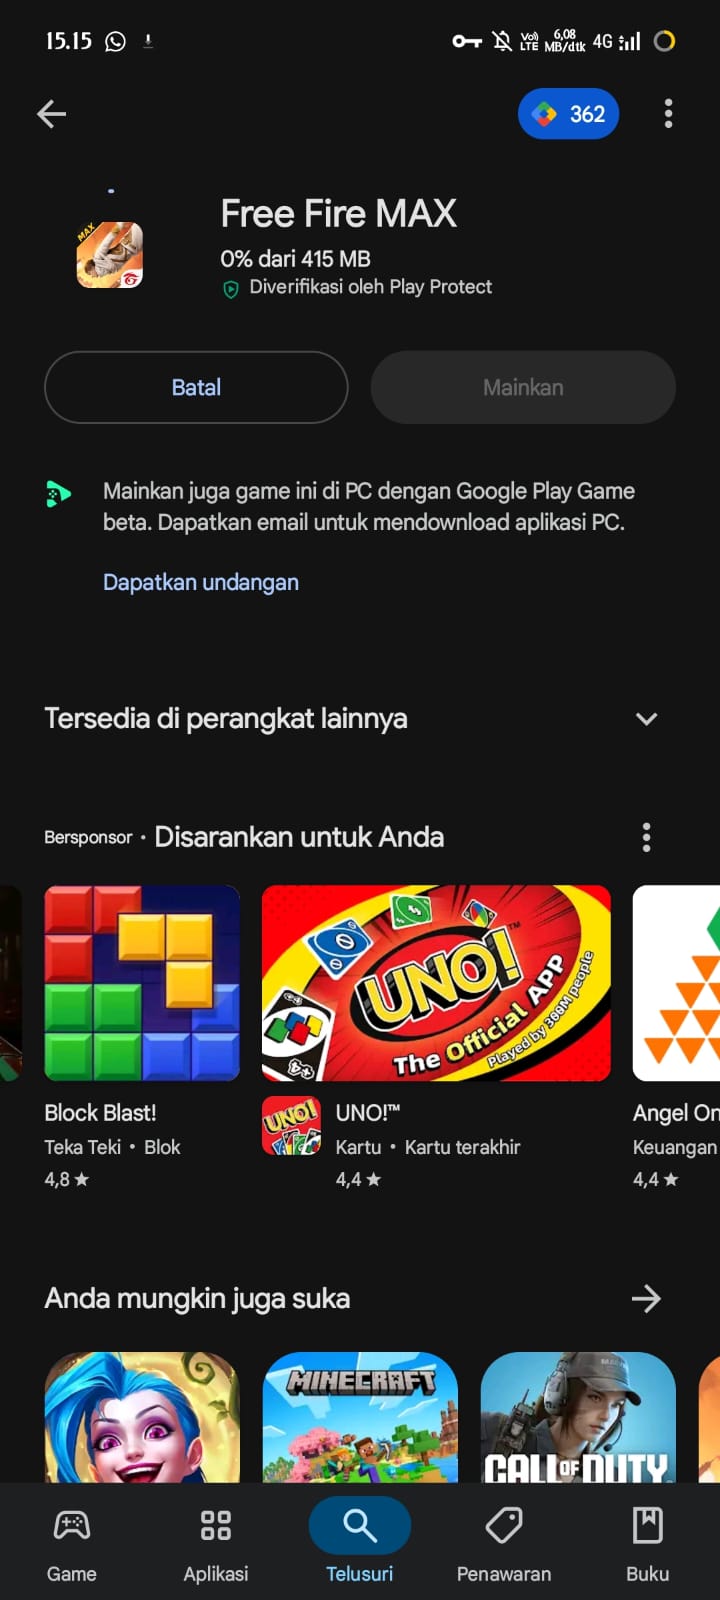 15.15
Vo)) LTE
6,08 MB/dtk
4G
362
MAX
Free Fire MAX
0% dari 415 MB
Diverifikasi oleh Play Protect
Batal
Mainkan
Mainkan juga game ini di PC dengan Google Play Game
beta. Dapatkan email untuk mendownload aplikasi PC.
Dapatkan undangan
Tersedia di perangkat lainnya
Bersponsor • Disarankan untuk Anda
UNO!™
The Official APP
Played by 360M people
Block Blast!
Teka Teki • Blok
4,8 ★
UNO!
UNO!™
Kartu • Kartu terakhir
4,4 ★
Angel On
Keuangan
4,4 ★
Anda mungkin juga suka
MINECRAFT
CALL OF DUTY
Game
Aplikasi
Telusuri
Penawaran
Buku